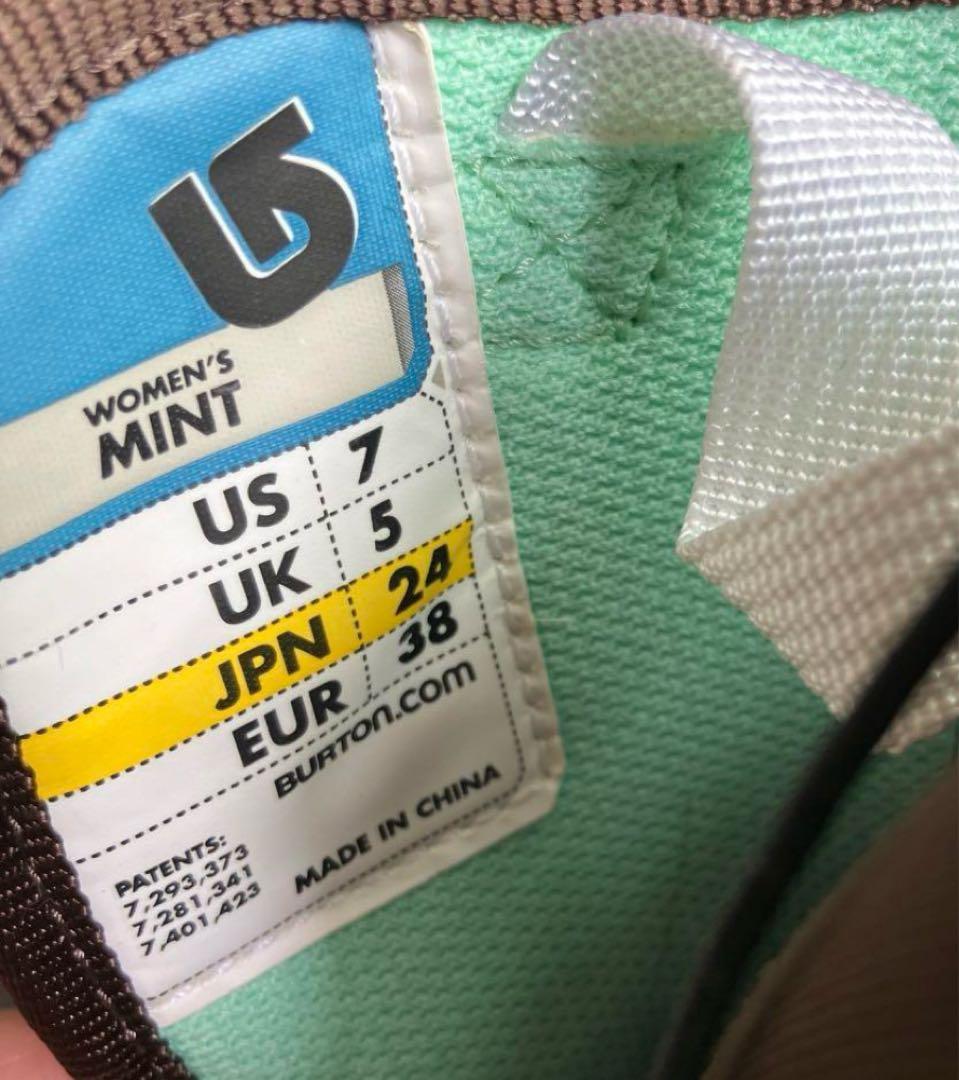 WOMEN'S
MINT
US 7
UK 5
JPN 24
EUR 38
BURTON.COM
MADE IN CHINA
PATENTS:
7,293,373
7,281,341
7,401,423